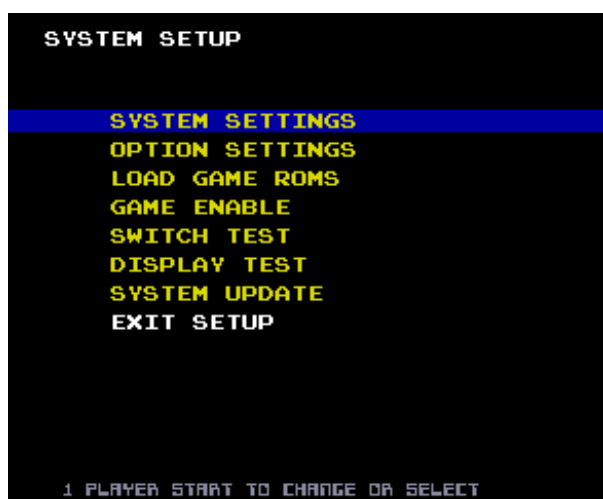 SYSTEM SETUP
SYSTEM SETTINGS
OPTION SETTINGS
LOAD GAME ROMS
GAME ENABLE
SWITCH TEST
DISPLAY TEST
SYSTEM UPDATE
EXIT SETUP
1 PLAYER START TO CHANGE OR SELECT